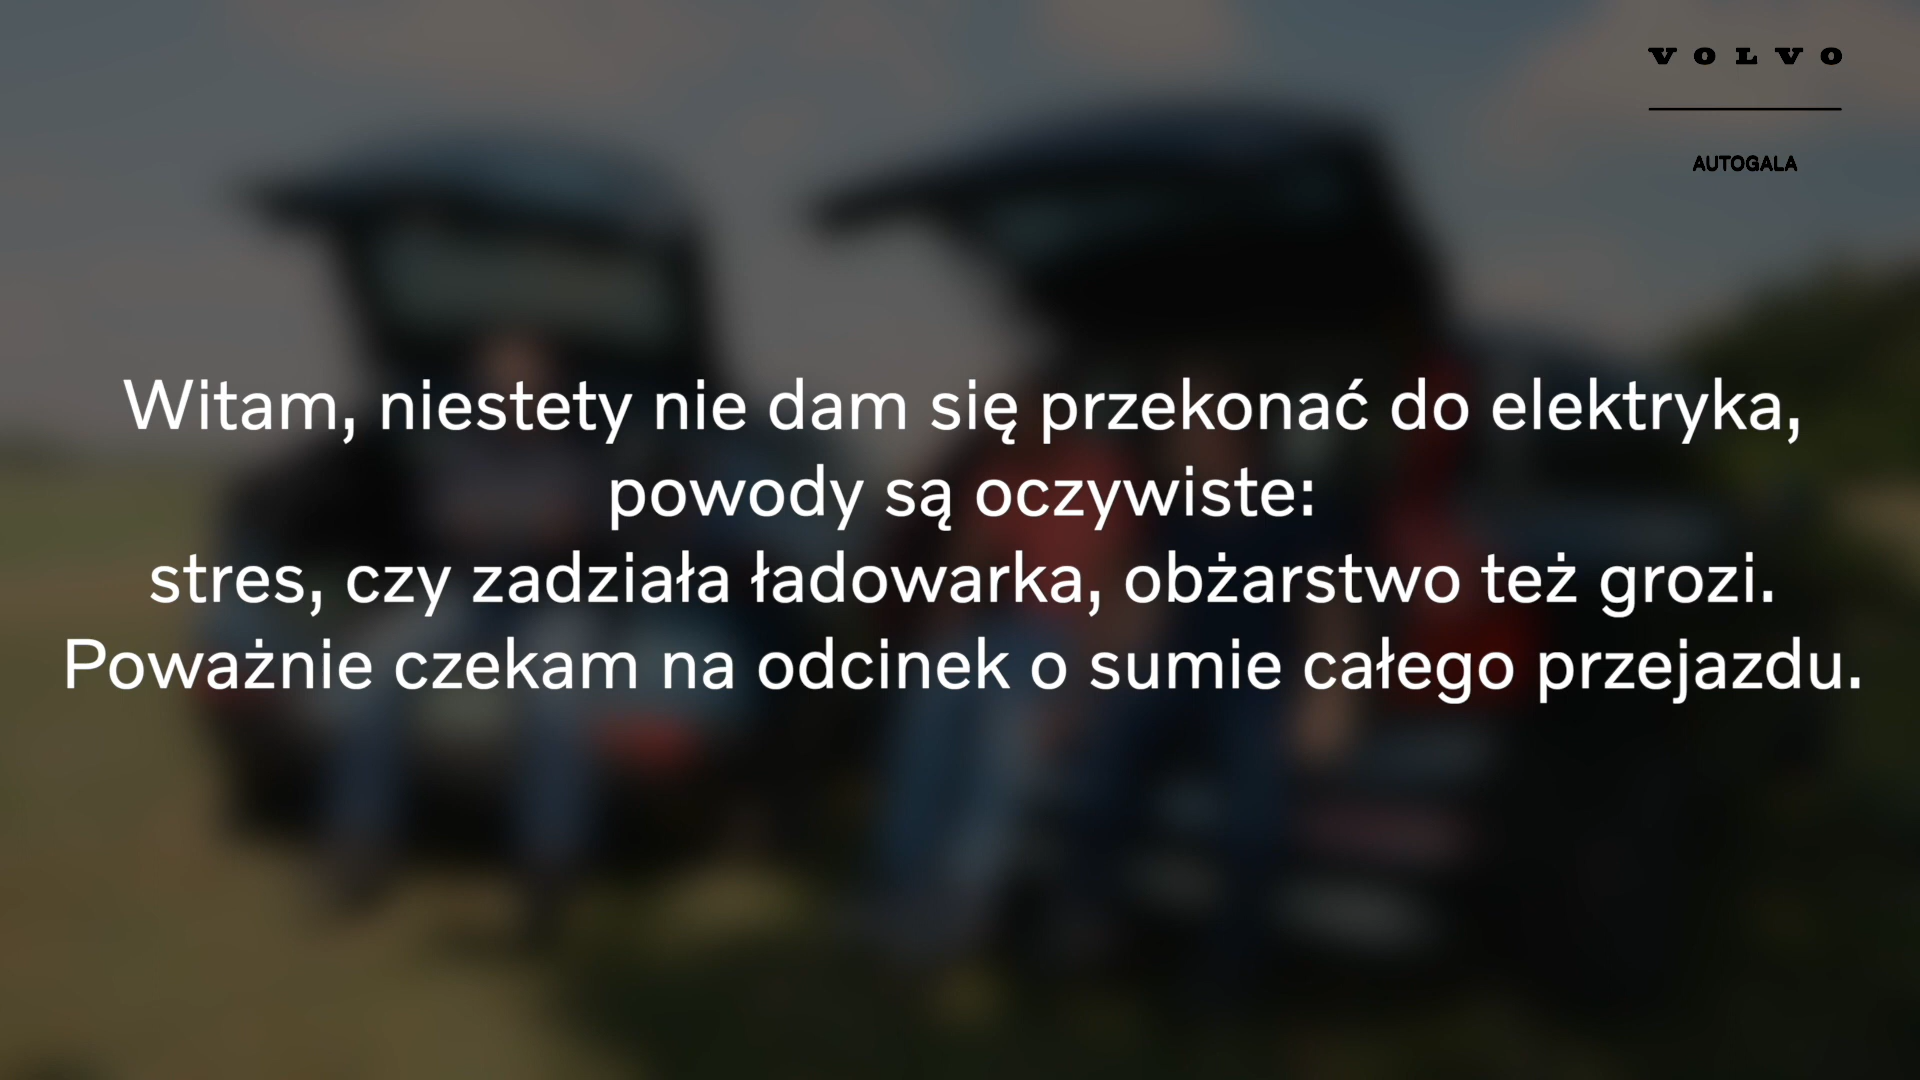 VOLVO
AUTOGALA
Witam, niestety nie dam się przekonać do elektryka,
powody są oczywiste:
stres, czy zadziała ładowarka, obżarstwo też grozi.
Poważnie czekam na odcinek o sumie całego przejazdu.